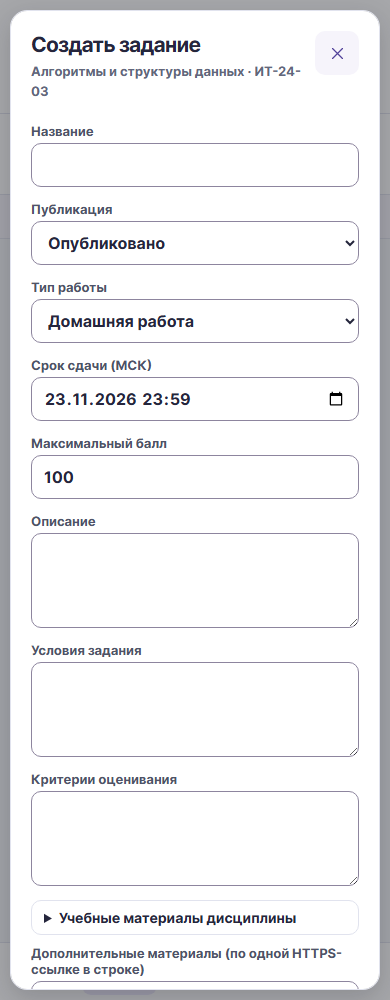 Создать задание
Алгоритмы и структуры данных · ИТ-24-
03
Название
Публикация
Опубликовано
Тип работы
Домашняя работа
Срок сдачи (МСК)
23.11.2026 23:59
Максимальный балл
100
Описание
Условия задания
Критерии оценивания
Учебные материалы дисциплины
Дополнительные материалы (по одной HTTPS-
ссылке в строке)